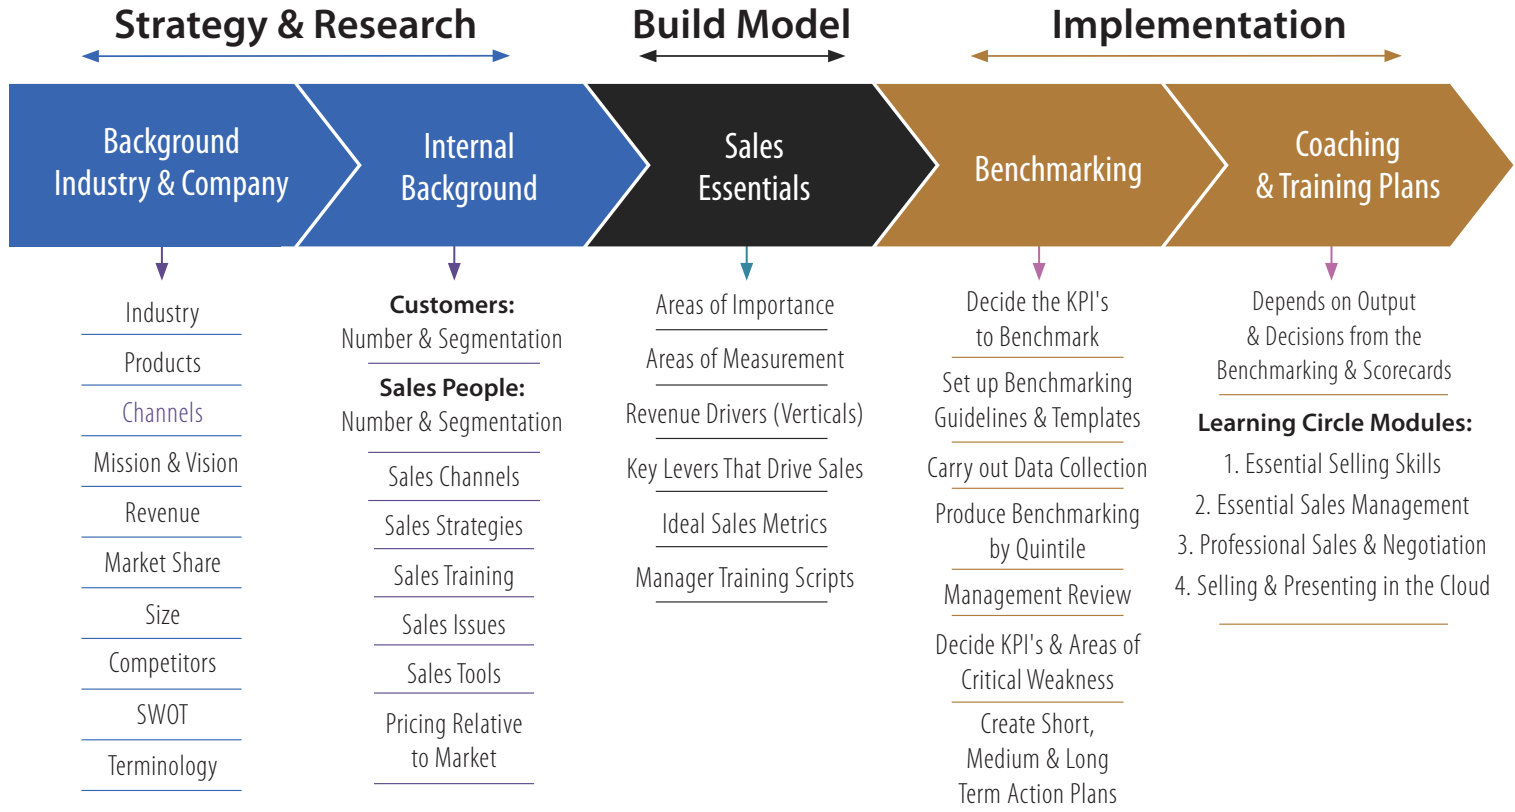 Strategy & Research
Build Model
Implementation
Background
Industry & Company
Internal
Background
Sales
Essentials
Benchmarking
Coaching
& Training Plans
Industry
Products
Channels
Mission & Vision
Revenue
Market Share
Size
Competitors
SWOT
Terminology
Customers:
Number & Segmentation
Sales People:
Number & Segmentation
Sales Channels
Sales Strategies
Sales Training
Sales Issues
Sales Tools
Pricing Relative
to Market
Areas of Importance
Areas of Measurement
Revenue Drivers (Verticals)
Key Levers That Drive Sales
Ideal Sales Metrics
Manager Training Scripts
Decide the KPI's
to Benchmark
Set up Benchmarking
Guidelines & Templates
Carry out Data Collection
Produce Benchmarking
by Quintile
Management Review
Decide KPI's & Areas of
Critical Weakness
Create Short,
Medium & Long
Term Action Plans
Depends on Output
& Decisions from the
Benchmarking & Scorecards
Learning Circle Modules:
1. Essential Selling Skills
2. Essential Sales Management
3. Professional Sales & Negotiation
4. Selling & Presenting in the Cloud